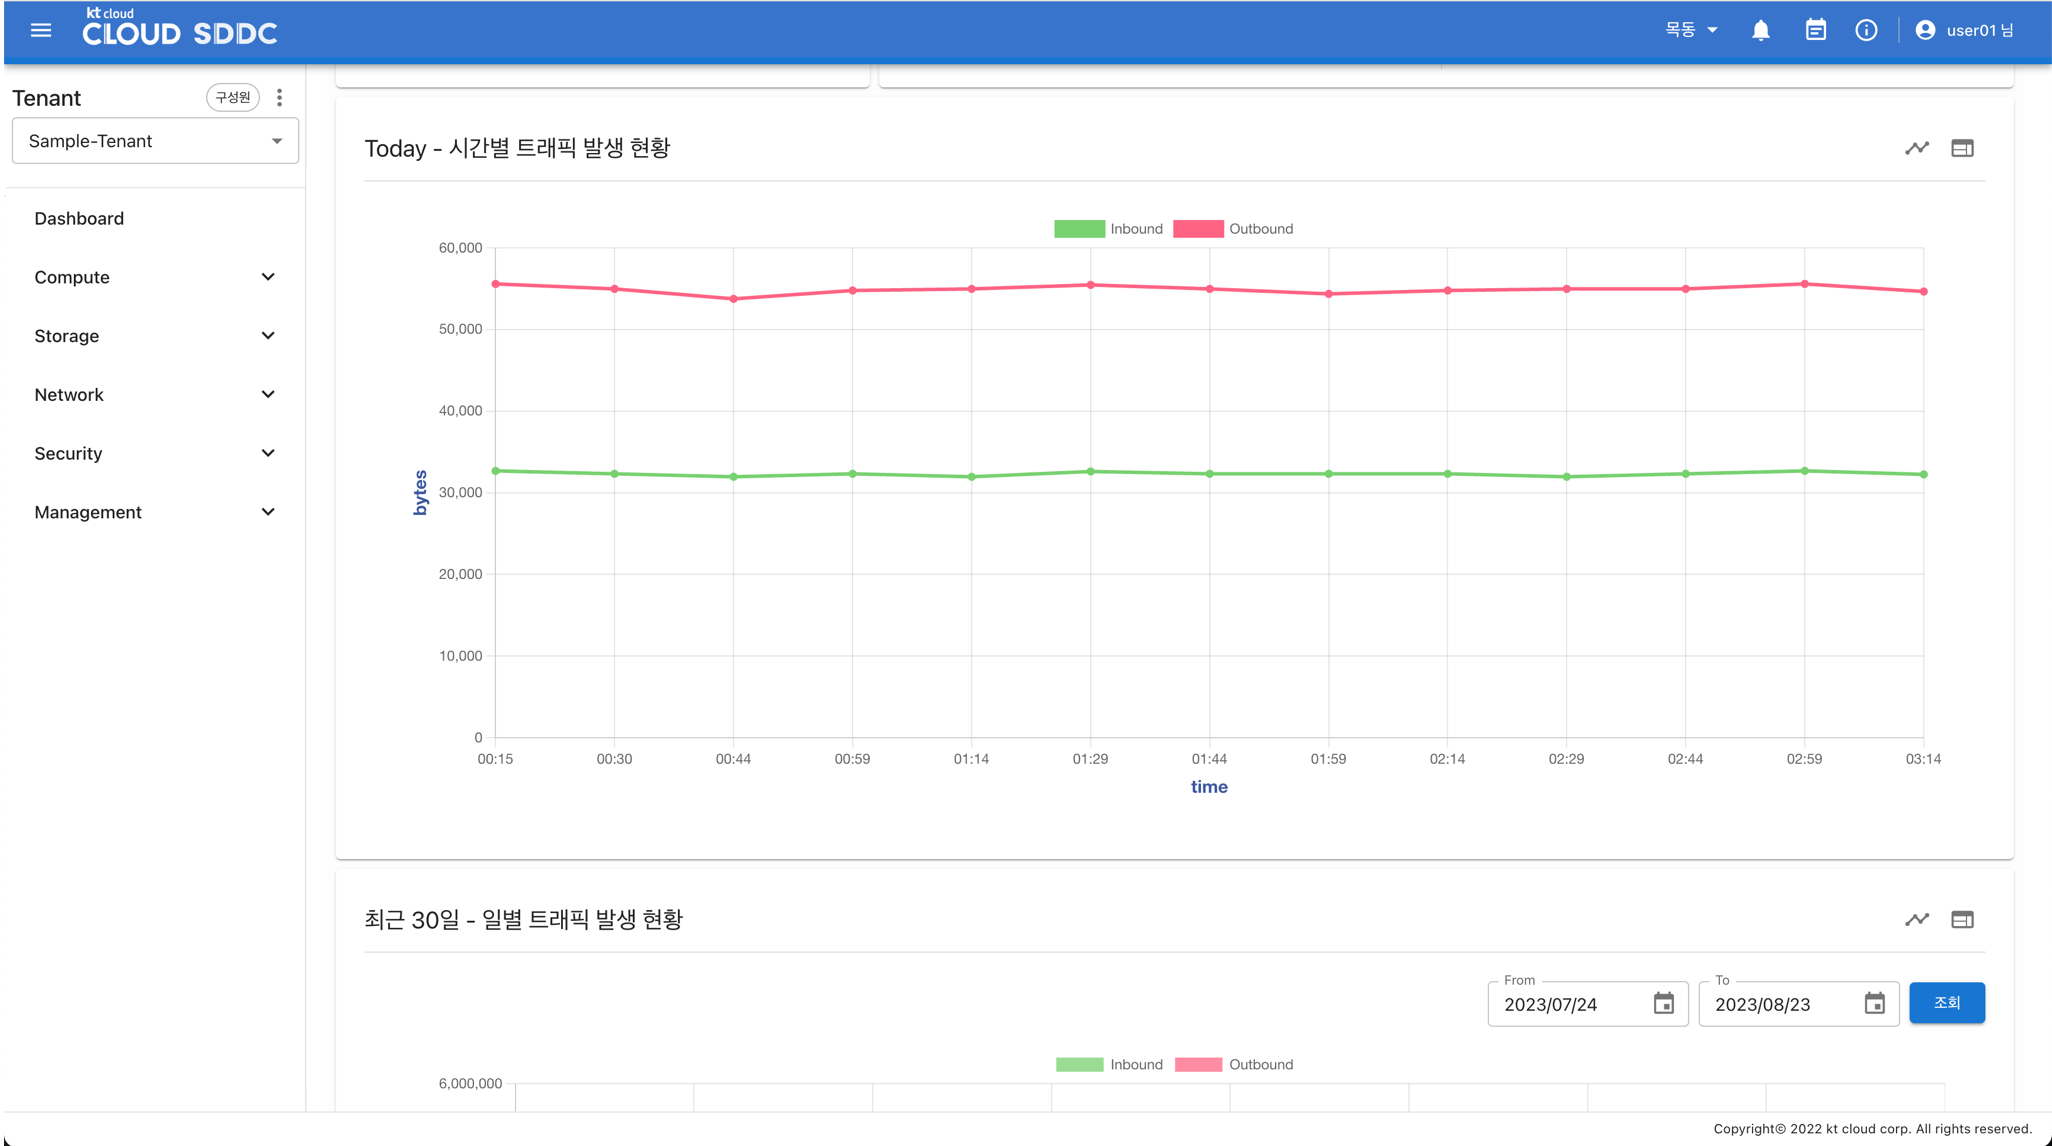 kt cloud
CLOUD SDDC
목동
user01 님
Tenant
구성원
Sample-Tenant
Dashboard
Compute
Storage
Network
Security
Management
Today - 시간별 트래픽 발생 현황
Inbound
Outbound
60,000
50,000
40,000
30,000
20,000
10,000
0
bytes
00:15
00:30
00:44
00:59
01:14
01:29
01:44
01:59
02:14
02:29
02:44
02:59
03:14
time
최근 30일 - 일별 트래픽 발생 현황
From
2023/07/24
To
2023/08/23
조회
Inbound
Outbound
6,000,000
Copyright© 2022 kt cloud corp. All rights reserved.